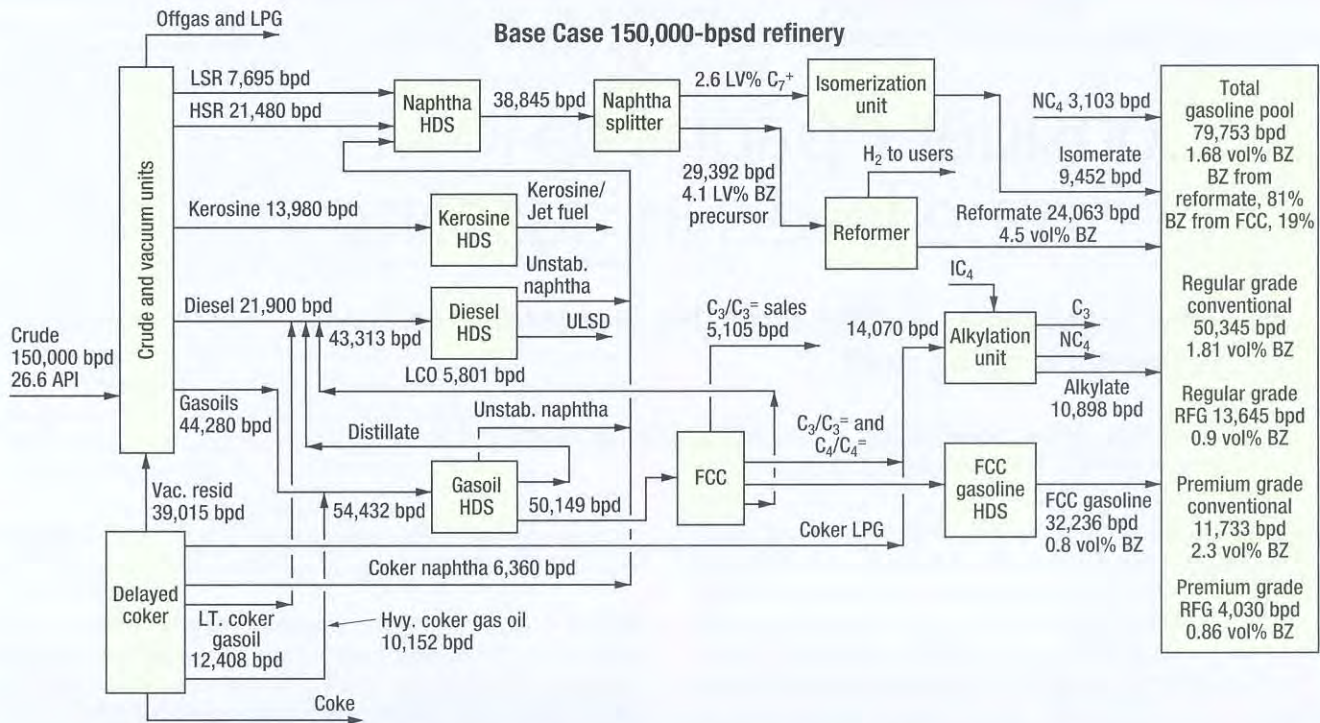 Base Case 150,000-bpsd refinery
Offgas and LPG
LSR 7,695 bpd
HSR 21,480 bpd
Naphtha
HDS
38,845 bpd
Naphtha
splitter
2.6 LV% C₇⁺
Isomerization
unit
NC₄ 3,103 bpd
Isomerate
9,452 bpd
H₂ to users
29,392 bpd
4.1 LV% BZ
precursor
Reformer
Reformate 24,063 bpd
4.5 vol% BZ
Crude and vacuum units
Kerosine 13,980 bpd
Kerosine
HDS
Kerosine/
Jet fuel
Unstab.
naphtha
Diesel 21,900 bpd
43,313 bpd
Diesel
HDS
ULSD
LCO 5,801 bpd
C₃/C₃⁼ sales
5,105 bpd
14,070 bpd
IC₄
Alkylation
unit
C₃
NC₄
Alkylate
10,898 bpd
Crude
150,000 bpd
26.6 API
Gasoils
44,280 bpd
Unstab. naphtha
Distillate
C₃/C₃⁼ and
C₄/C₄⁼
54,432 bpd
Gasoil
HDS
50,149 bpd
FCC
FCC
gasoline
HDS
FCC gasoline
32,236 bpd
0.8 vol% BZ
Vac. resid
39,015 bpd
Coker LPG
Coker naphtha 6,360 bpd
Delayed
coker
LT. coker
gasoil
12,408 bpd
Hvy. coker gas oil
10,152 bpd
Coke
Total
gasoline pool
79,753 bpd
1.68 vol% BZ
BZ from
reformate, 81%
BZ from FCC, 19%
Regular grade
conventional
50,345 bpd
1.81 vol% BZ
Regular grade
RFG 13,645 bpd
0.9 vol% BZ
Premium grade
conventional
11,733 bpd
2.3 vol% BZ
Premium grade
RFG 4,030 bpd
0.86 vol% BZ